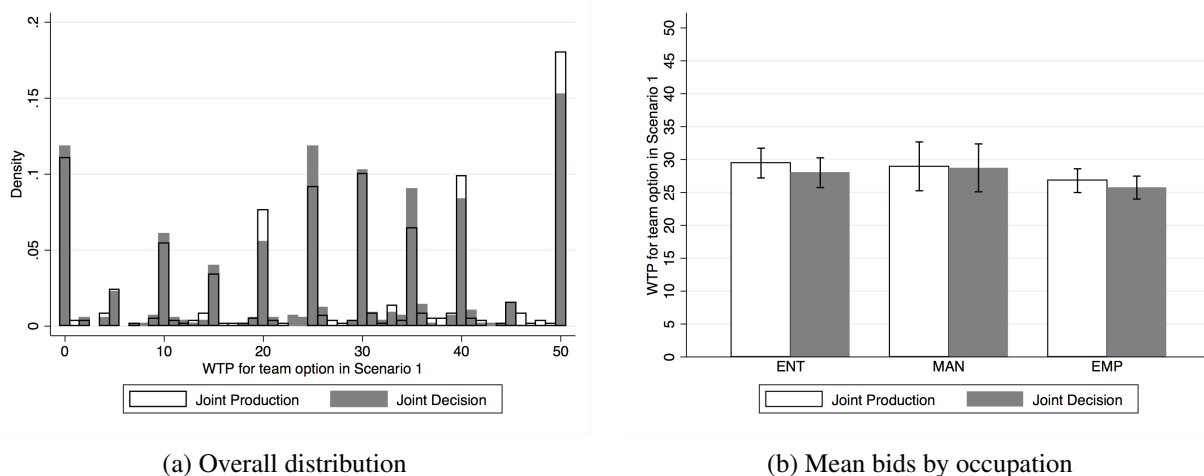 .2
.15
.1
.05
0
Density
0 10 20 30 40 50
WTP for team option in Scenario 1
Joint Production Joint Decision
(a) Overall distribution
50
45
40
35
30
25
20
15
10
5
0
WTP for team option in Scenario 1
ENT MAN EMP
Joint Production Joint Decision
(b) Mean bids by occupation